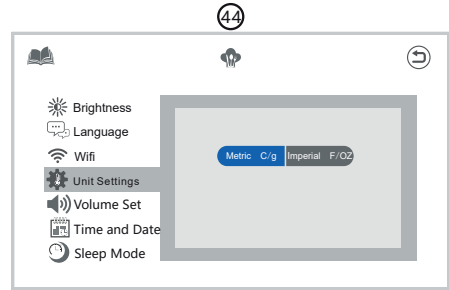 44
Brightness
Language
Wifi
Metric C/g Imperial F/OZ
Unit Settings
Volume Set
Time and Date
Sleep Mode